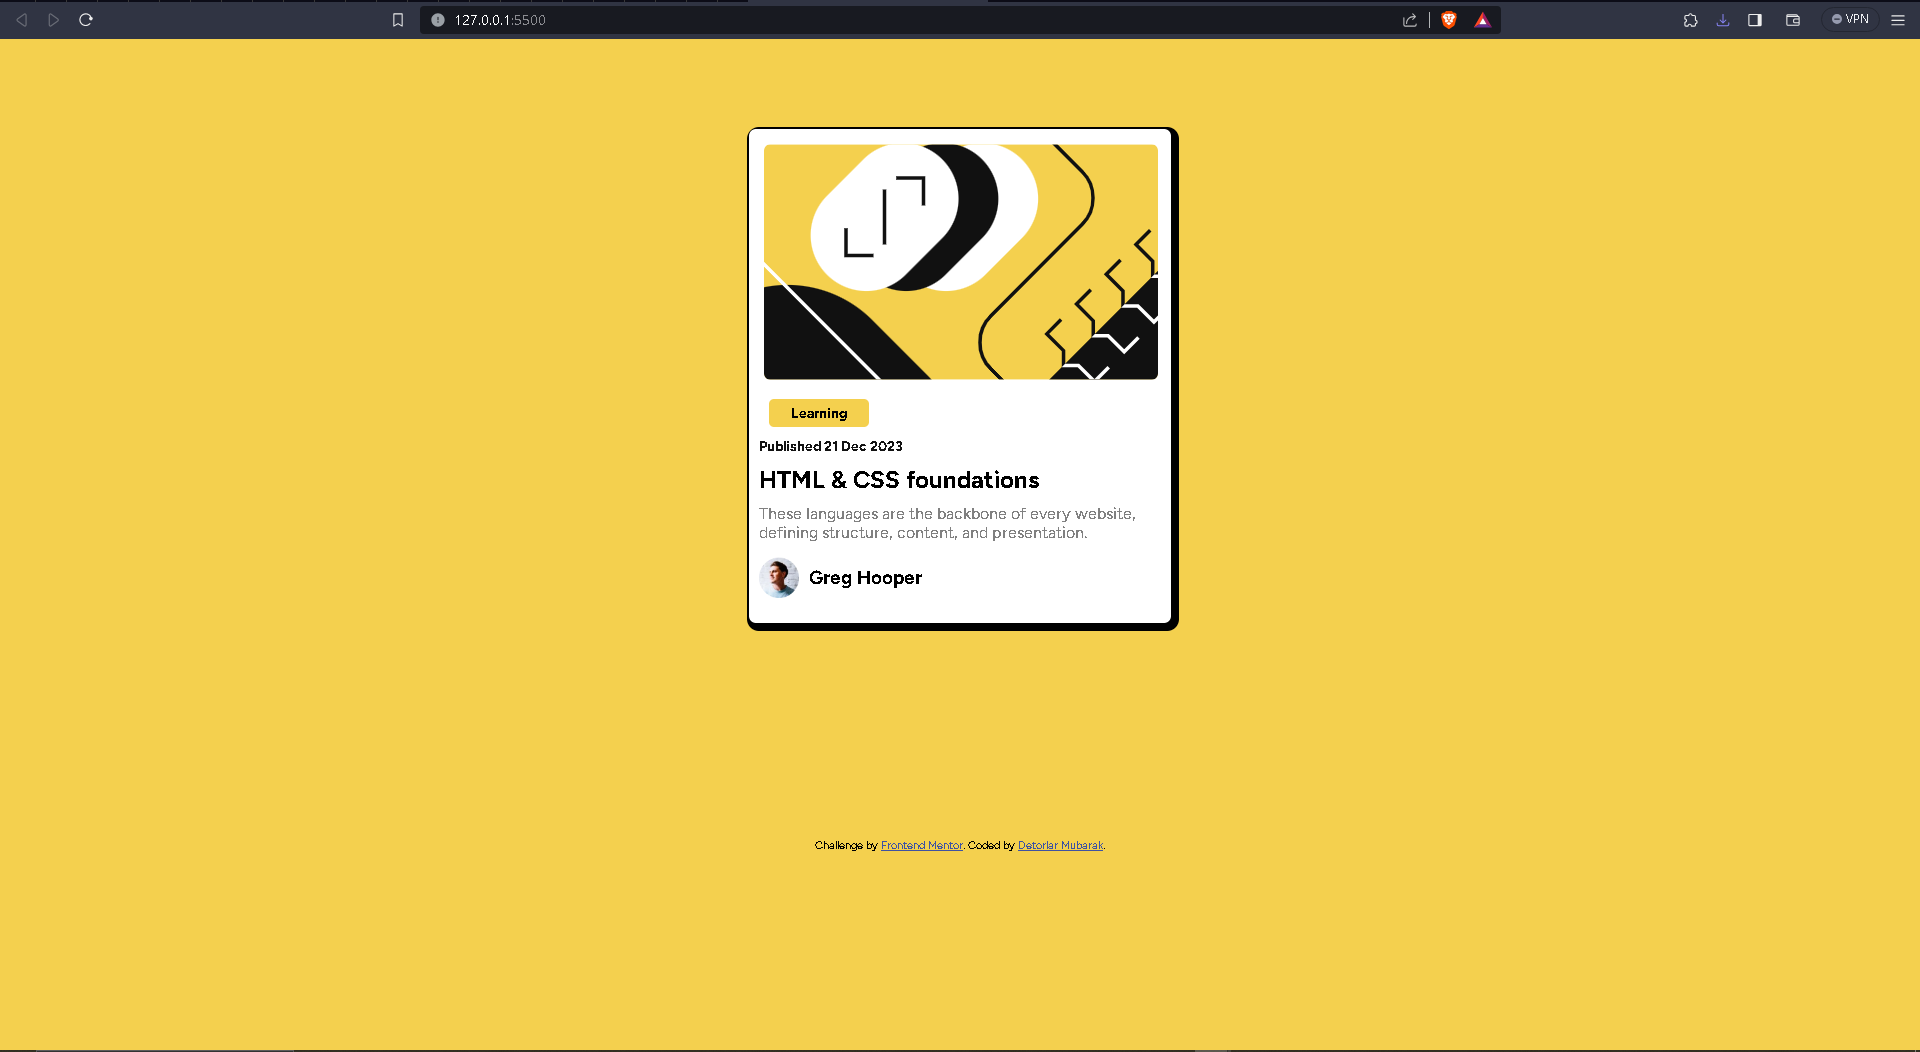 127.0.0.1:5500
VPN
Learning
Published 21 Dec 2023
HTML & CSS foundations
These languages are the backbone of every website,
defining structure, content, and presentation.
Greg Hooper
Challenge by Frontend Mentor. Coded by Detorlar Mubarak.